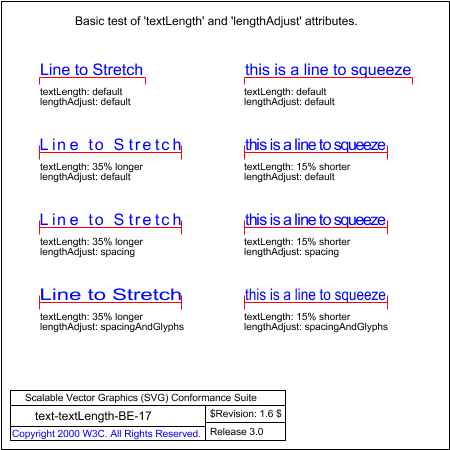 Basic test of 'textLength' and 'lengthAdjust' attributes.
Line to Stretch
textLength: default
lengthAdjust: default
this is a line to squeeze
textLength: default
lengthAdjust: default
Line to Stretch
textLength: 35% longer
lengthAdjust: default
this is a line to squeeze
textLength: 15% shorter
lengthAdjust: default
Line to Stretch
textLength: 35% longer
lengthAdjust: spacing
this is a line to squeeze
textLength: 15% shorter
lengthAdjust: spacing
Line to Stretch
textLength: 35% longer
lengthAdjust: spacingAndGlyphs
this is a line to squeeze
textLength: 15% shorter
lengthAdjust: spacingAndGlyphs
Scalable Vector Graphics (SVG) Conformance Suite
text-textLength-BE-17
$Revision: 1.6 $
Copyright 2000 W3C. All Rights Reserved.
Release 3.0